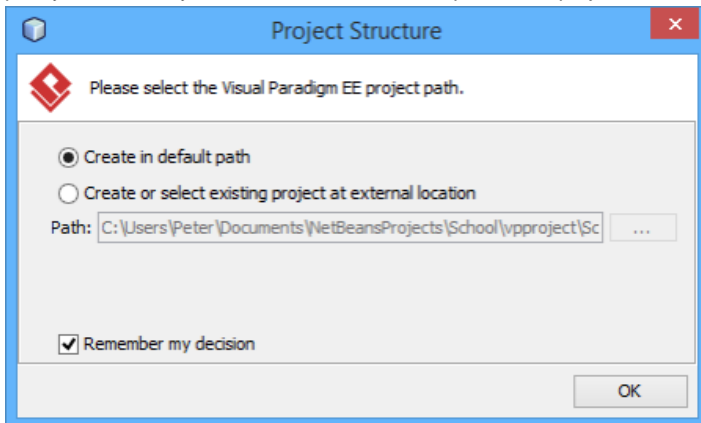 Project Structure
Please select the Visual Paradigm EE project path.
Create in default path
Create or select existing project at external location
Path: C:\Users\Peter\Documents\NetBeansProjects\School\vpproject\Sc ...
Remember my decision
OK